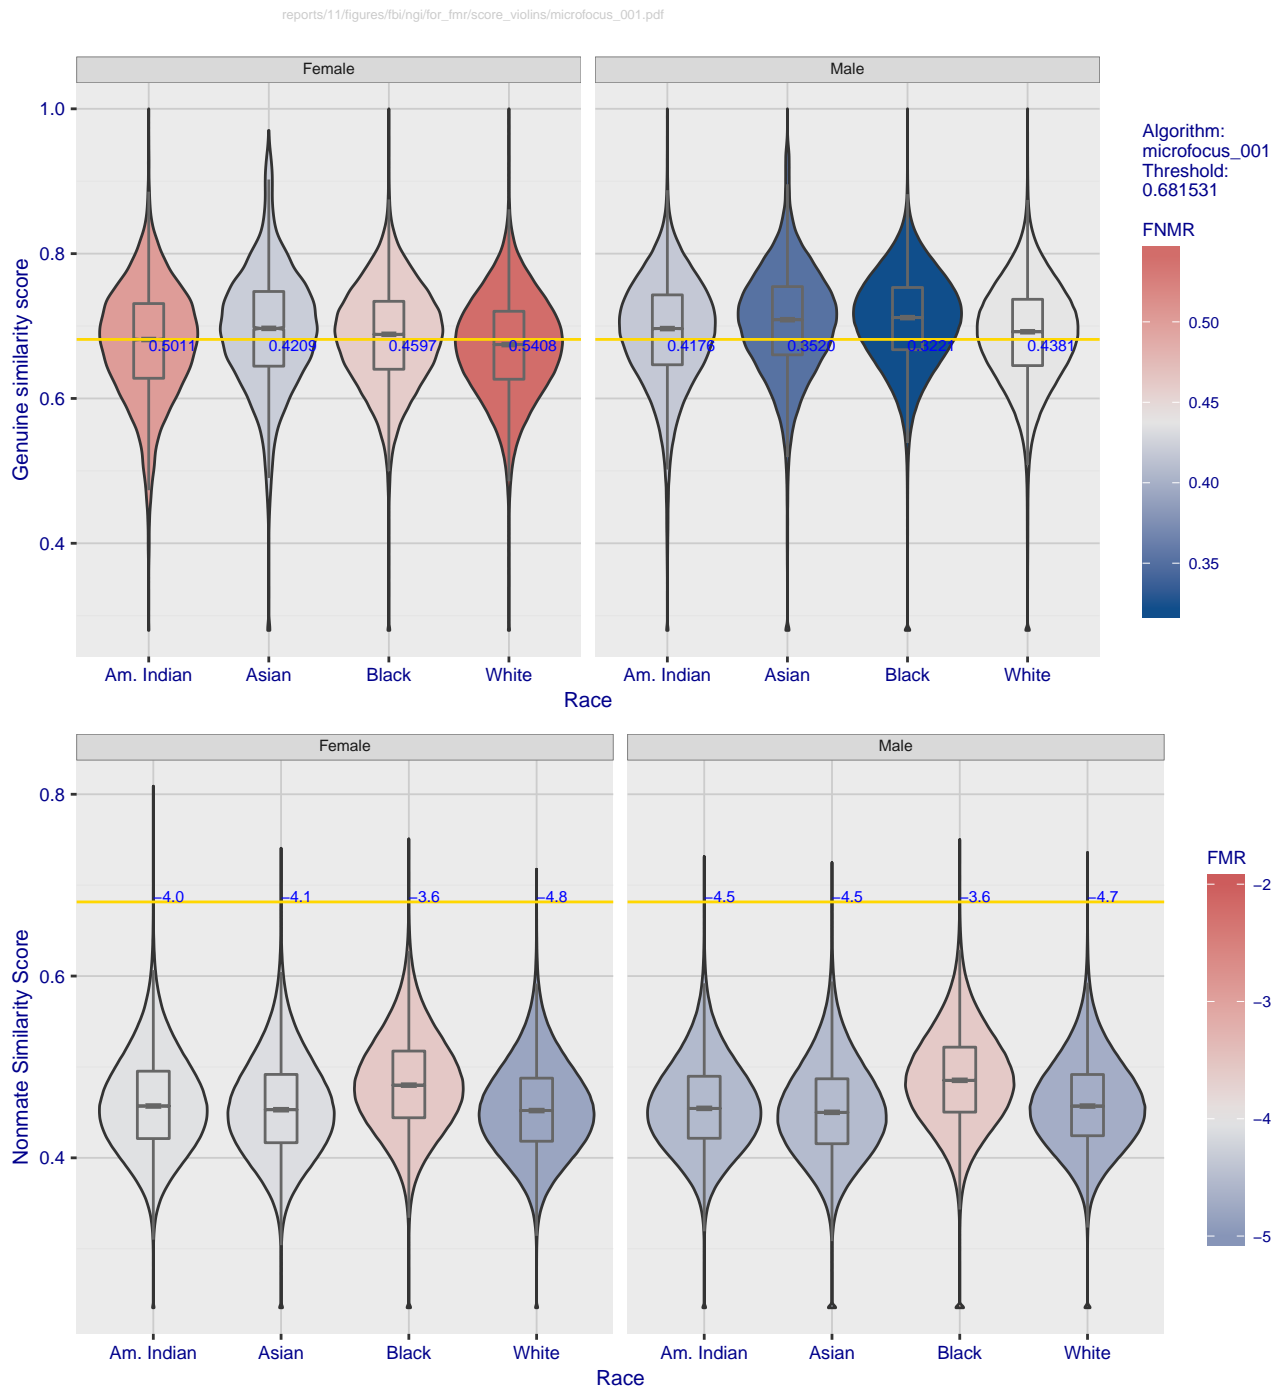 reports/11/figures/fbi/ngi/for_fmr/score_violins/microfocus_001.pdf
Female
Male
Genuine similarity score
1.0
0.8
0.6
0.4
0.5011
0.4209
0.4597
0.5408
0.4176
0.3520
0.3221
0.4381
Am. Indian
Asian
Black
White
Am. Indian
Asian
Black
White
Race
Algorithm:
microfocus_001
Threshold:
0.681531
FNMR
0.50
0.45
0.40
0.35
Female
Male
Nonmate Similarity Score
0.8
0.6
0.4
−4.0
−4.1
−3.6
−4.8
−4.5
−4.5
−3.6
−4.7
Am. Indian
Asian
Black
White
Am. Indian
Asian
Black
White
Race
FMR
−2
−3
−4
−5